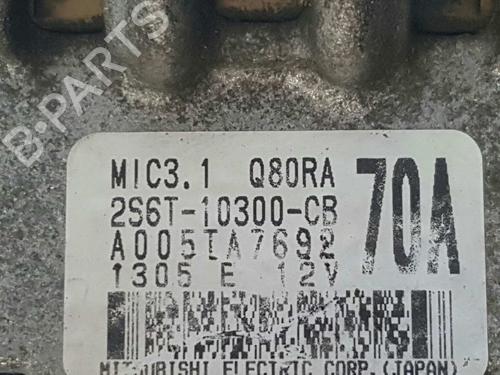 B-PARTS
MIC3.1 Q80RA
2S6T-10300-CB
70A
A005TA7692
1305 E 12V
MITSUBISHI ELECTRIC CORP.(JAPAN)